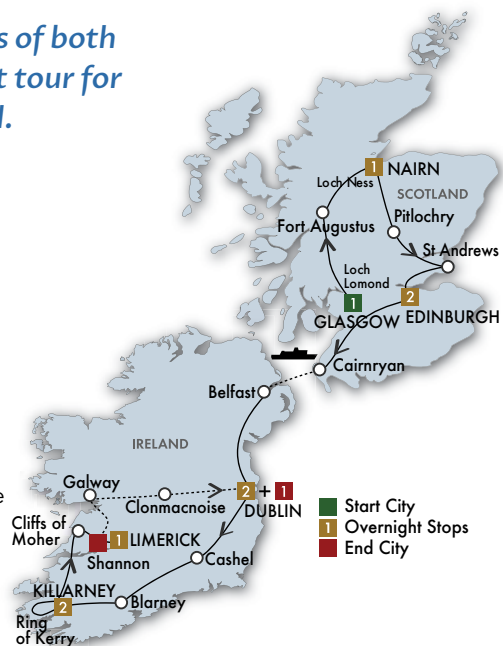 s of both
t tour for
l.
1 NAIRN
Loch Ness
SCOTLAND
Fort Augustus
Pitlochry
St Andrews
Loch
Lomond
1
GLASGOW
2
EDINBURGH
Cairnryan
Belfast
IRELAND
e
Galway
Clonmacnoise
2 + 1
DUBLIN
Start City
1 Overnight Stops
End City
Cliffs of
Moher
1 LIMERICK
Shannon
Cashel
KILLARNEY
2
Blarney
Ring
of Kerry